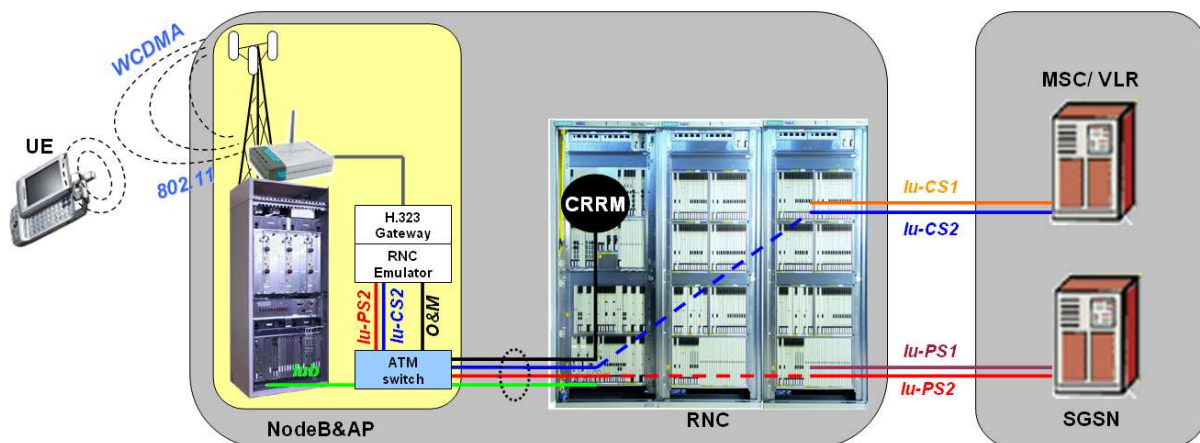 WCDMA
UE
802.11
H.323
Gateway
RNC
Emulator
Iu-PS2
Iu-CS2
O&M
Iub
ATM
switch
NodeB&AP
CRRM
RNC
MSC/ VLR
Iu-CS1
Iu-CS2
Iu-PS1
Iu-PS2
SGSN